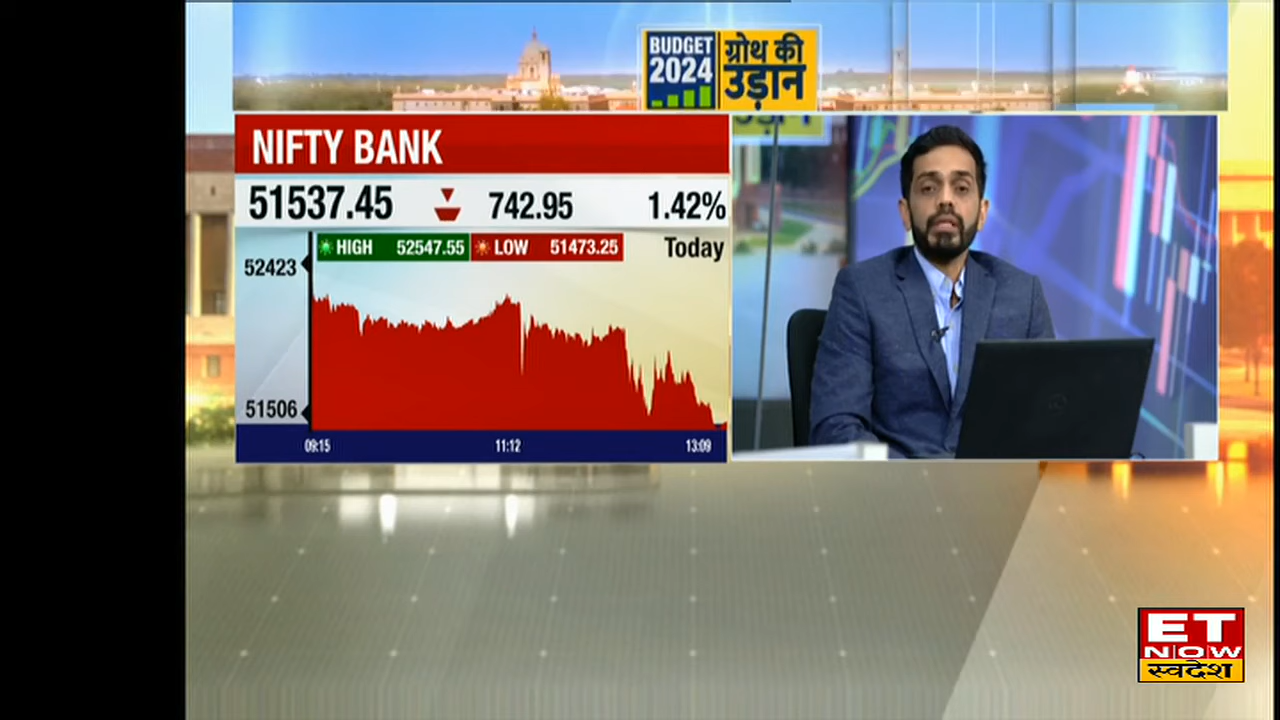 BUDGET
2024
ग्रोथ की
उड़ान
NIFTY BANK
51537.45 742.95 1.42%
HIGH 52547.55 LOW 51473.25 Today
52423
51506
09:15 11:12 13:09
ET
NOW
स्वदेश